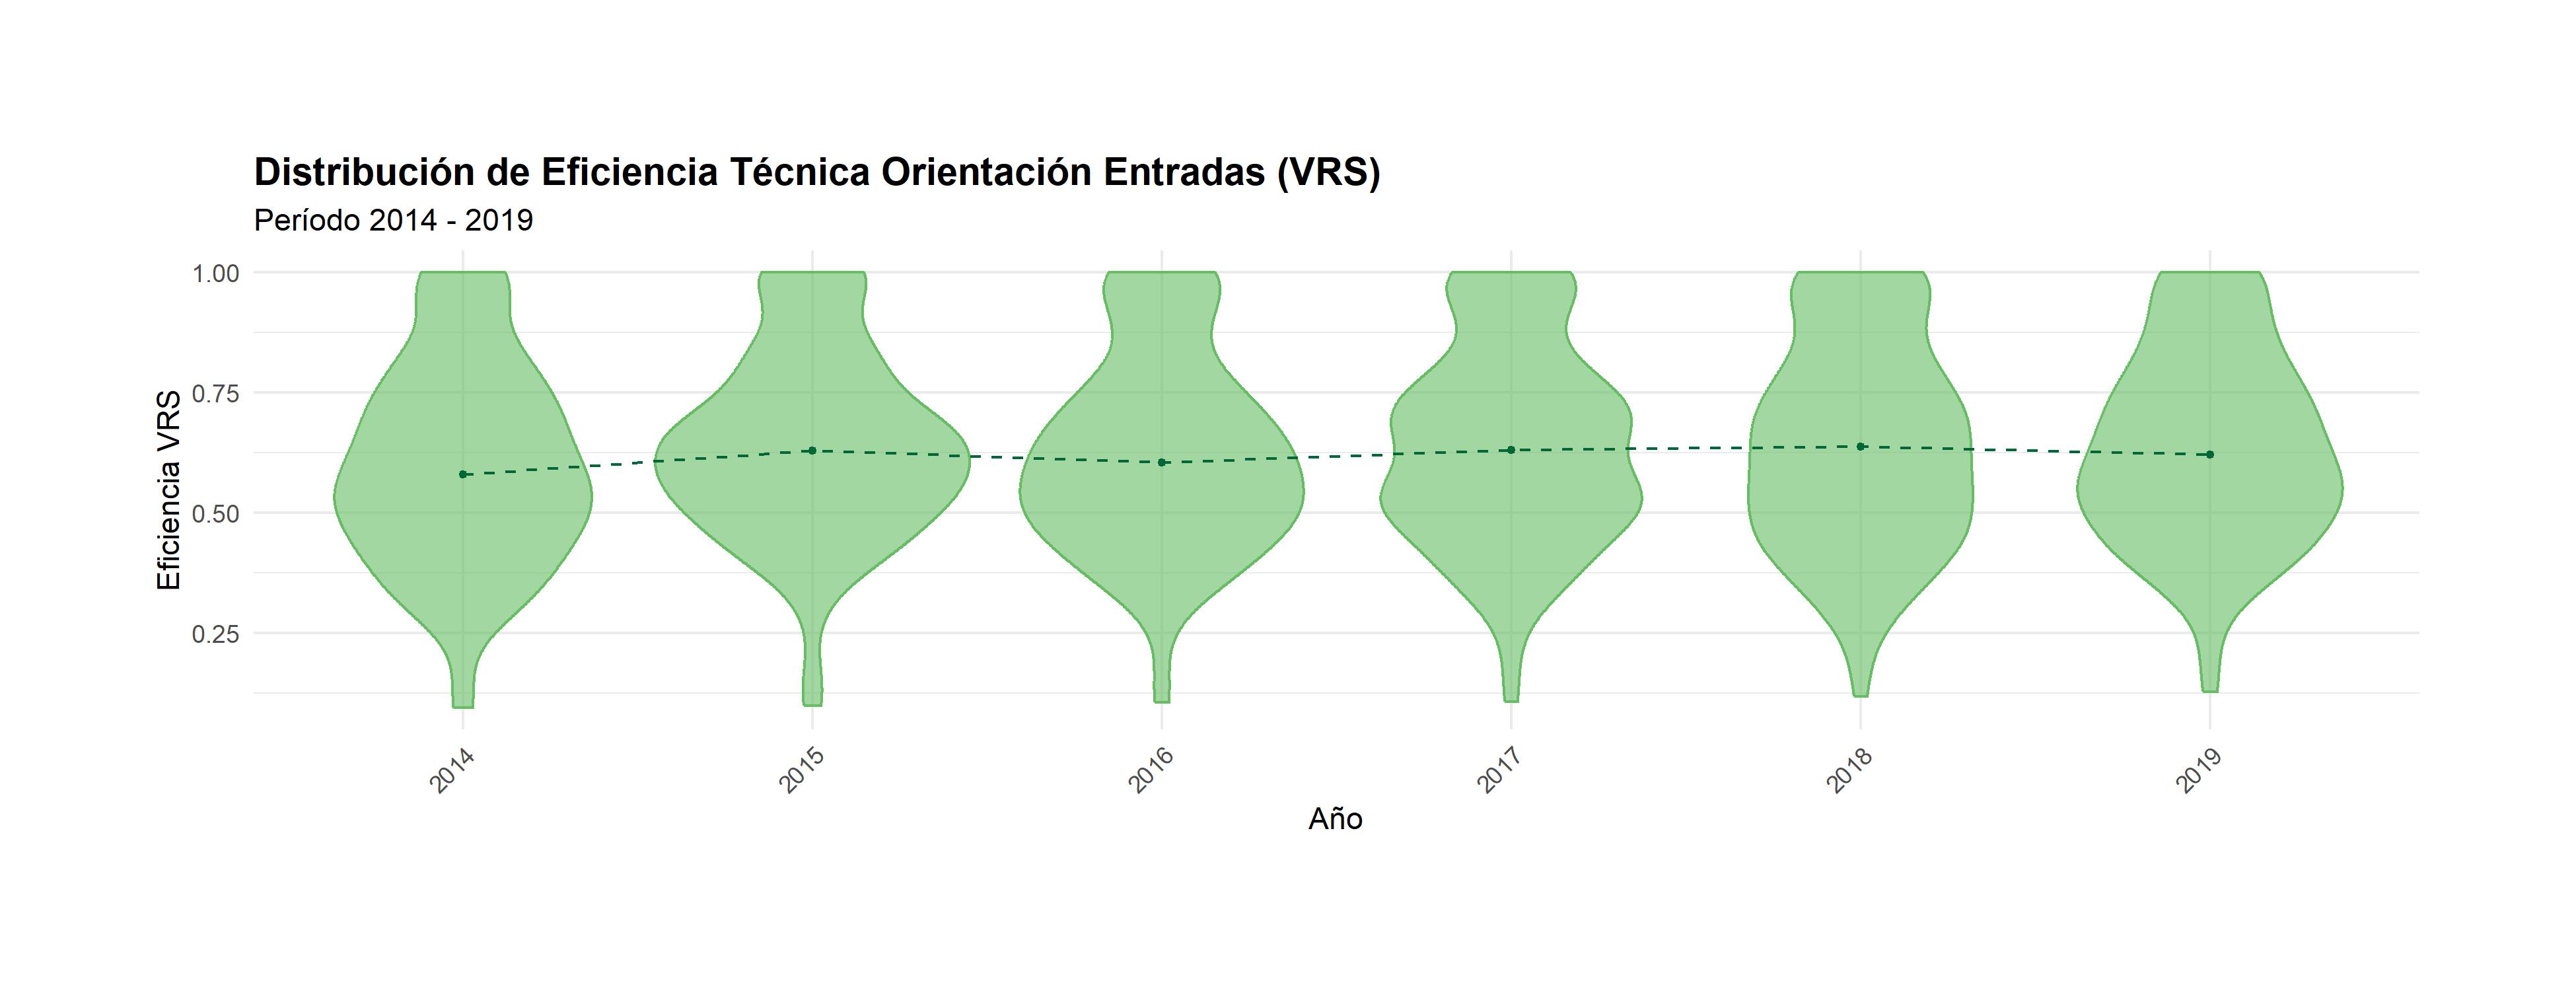 Distribución de Eficiencia Técnica Orientación Entradas (VRS)
Período 2014 - 2019
Eficiencia VRS
1.00
0.75
0.50
0.25
2014
2015
2016
2017
2018
2019
Año